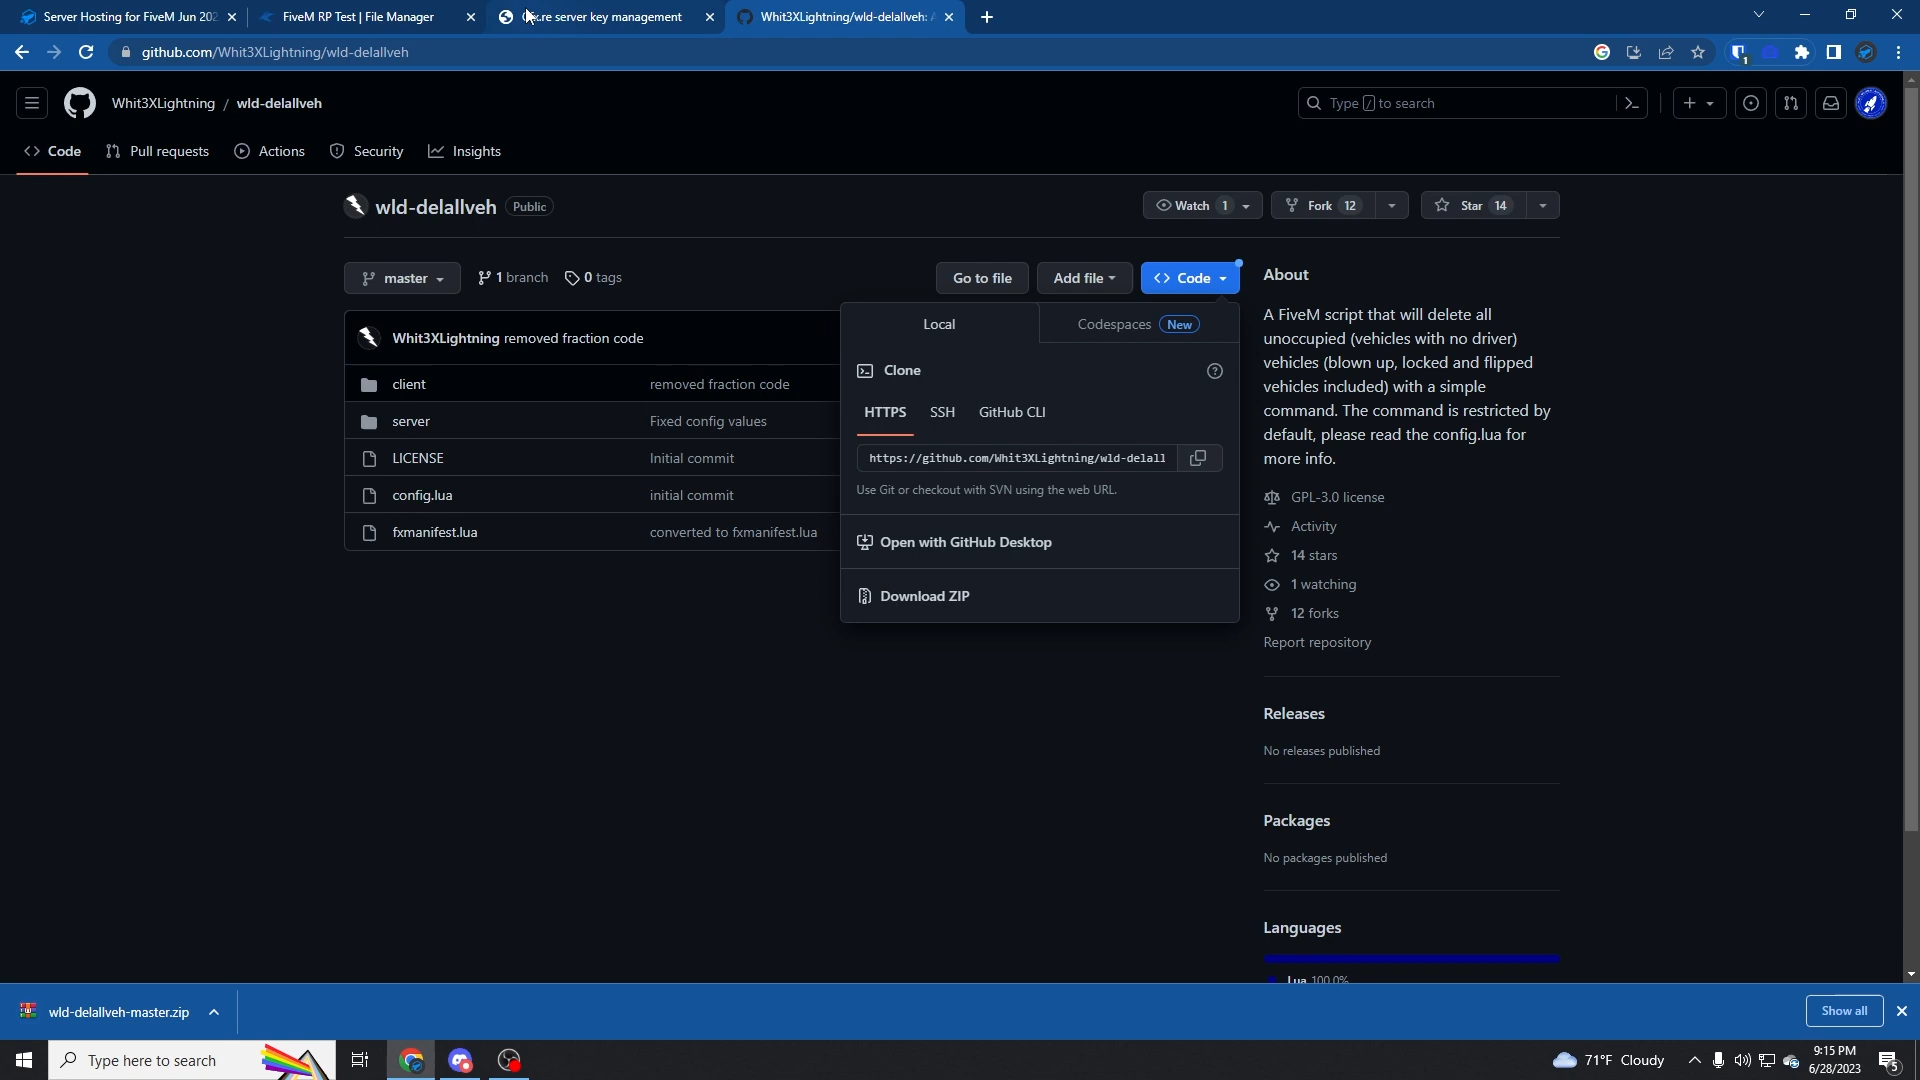 Server Hosting for FiveM Jun 202
FiveM RP Test | File Manager
x.re server key management
Whit3XLightning/wld-delallveh: A
github.com/Whit3XLightning/wld-delallveh
1
Whit3XLightning / wld-delallveh
Type / to search
Code
Pull requests
Actions
Security
Insights
wld-delallveh
Public
Watch 1
Fork 12
Star 14
master
1 branch
0 tags
Go to file
Add file
<> Code
About
A FiveM script that will delete all
unoccupied (vehicles with no driver)
vehicles (blown up, locked and flipped
vehicles included) with a simple
command. The command is restricted by
default, please read the config.lua for
more info.
GPL-3.0 license
Activity
14 stars
1 watching
12 forks
Report repository
Releases
No releases published
Packages
No packages published
Languages
Lua 100.0%
Whit3XLightning removed fraction code
client removed fraction code
server Fixed config values
LICENSE Initial commit
config.lua initial commit
fxmanifest.lua converted to fxmanifest.lua
Local
Codespaces New
Clone
HTTPS
SSH
GitHub CLI
https://github.com/Whit3XLightning/wld-delall
Use Git or checkout with SVN using the web URL.
Open with GitHub Desktop
Download ZIP
wld-delallveh-master.zip
Show all
Type here to search
71°F Cloudy
9:15 PM
6/28/2023
5